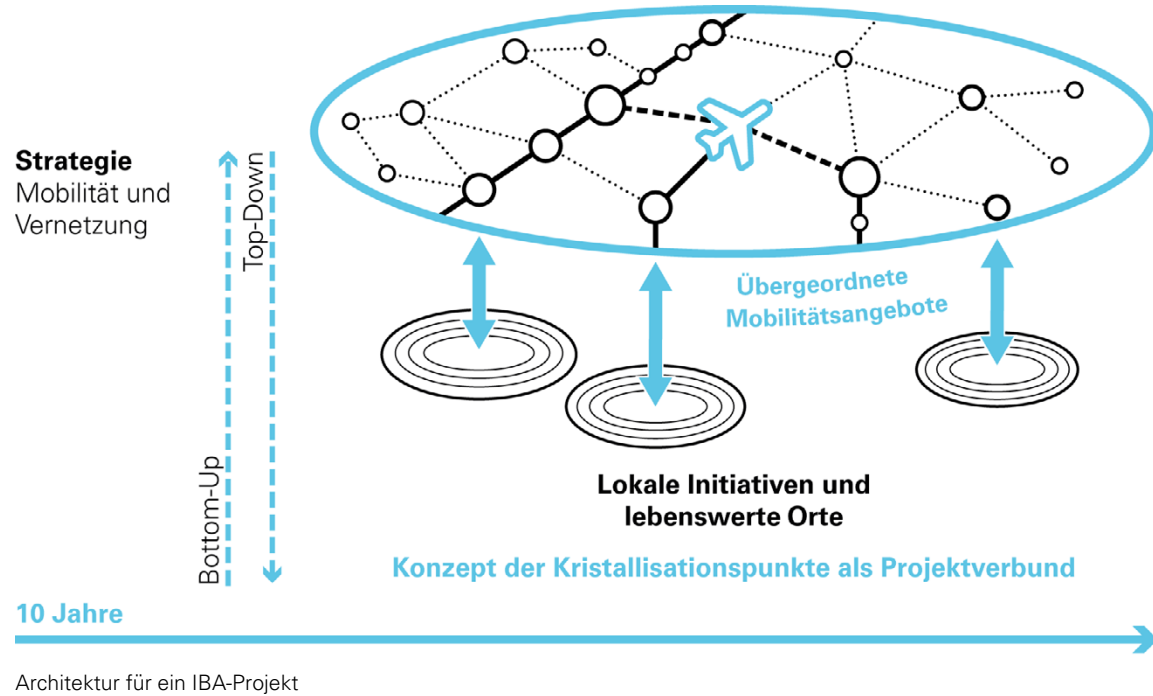 Strategie
Mobilität und
Vernetzung
Bottom-Up
Top-Down
Übergeordnete
Mobilitätsangebote
Lokale Initiativen und
lebenswerte Orte
Konzept der Kristallisationspunkte als Projektverbund
10 Jahre
Architektur für ein IBA-Projekt